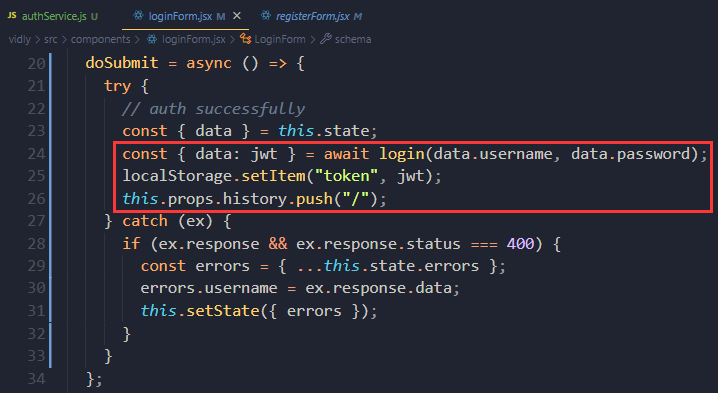 JS authService.js U loginForm.jsx M × registerForm.jsx M
vidly > src > components > loginForm.jsx > LoginForm > schema
20 doSubmit = async () => {
21 try {
22 // auth successfully
23 const { data } = this.state;
24 const { data: jwt } = await login(data.username, data.password);
25 localStorage.setItem("token", jwt);
26 this.props.history.push("/");
27 } catch (ex) {
28 if (ex.response && ex.response.status === 400) {
29 const errors = { ...this.state.errors };
30 errors.username = ex.response.data;
31 this.setState({ errors });
32 }
33 }
34 };